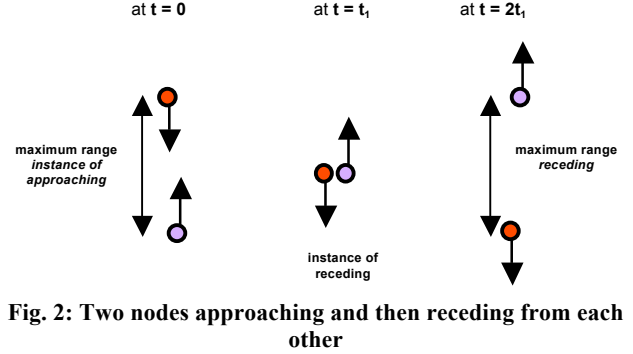 at t = 0
at t = t1
at t = 2t1
maximum range
instance of
approaching
maximum range
receding
instance of
receding
Fig. 2: Two nodes approaching and then receding from each
other